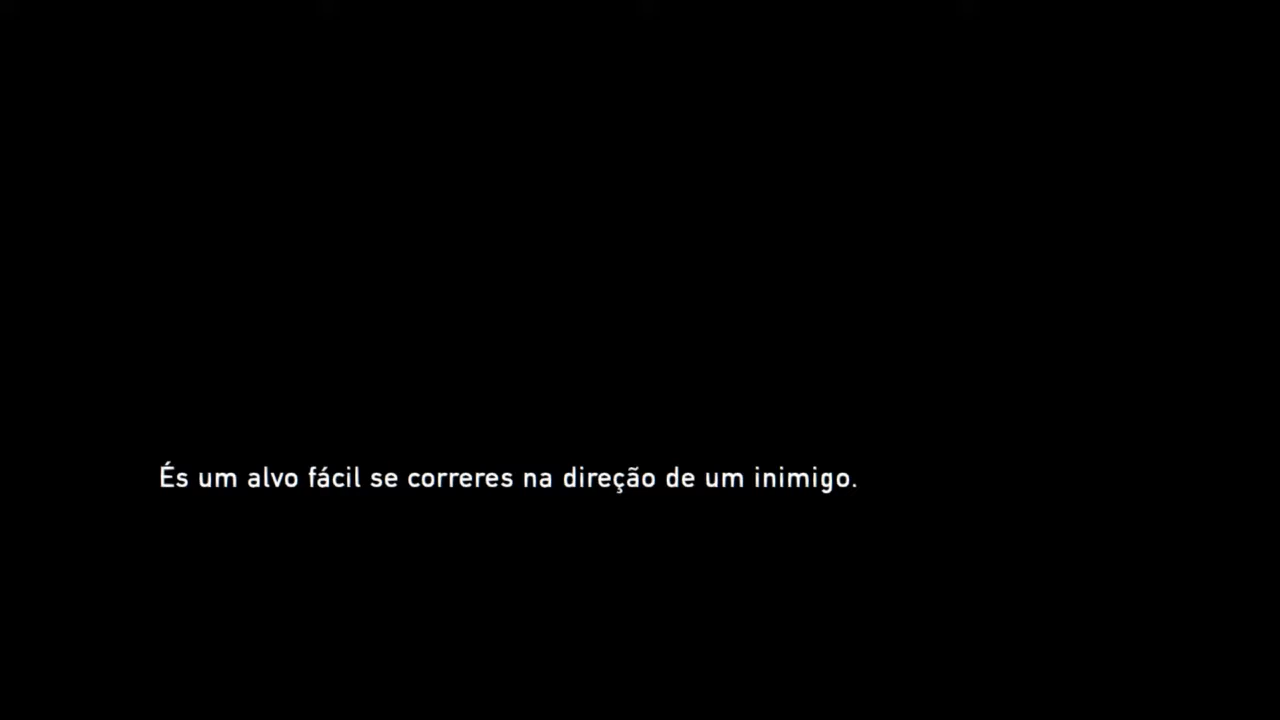 És um alvo fácil se correres na direção de um inimigo.